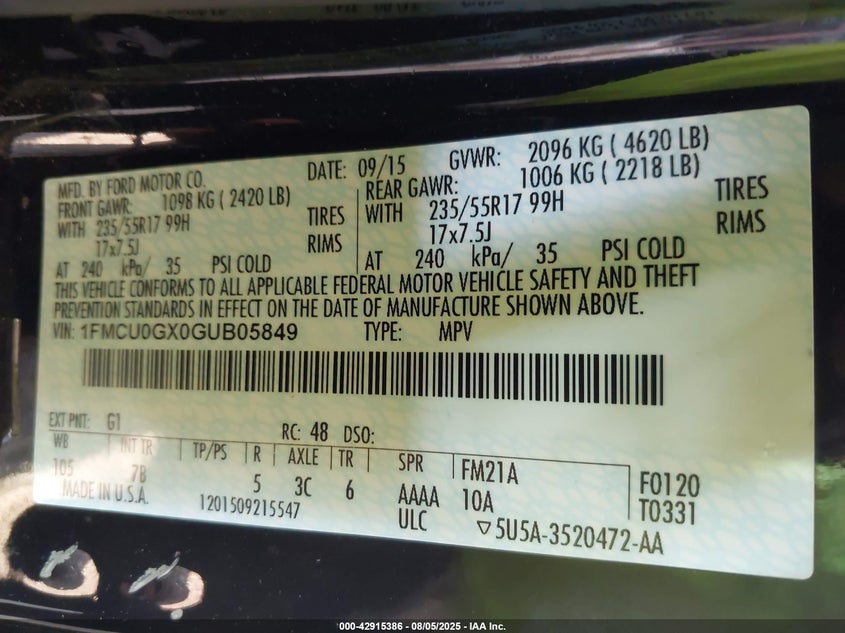 MFD. BY FORD MOTOR CO. DATE: 09/15 GVWR: 2096 KG ( 4620 LB)
FRONT GAWR: 1098 KG ( 2420 LB) REAR GAWR: 1006 KG ( 2218 LB)
WITH 235/55R17 99H TIRES WITH 235/55R17 99H TIRES
17x7.5J RIMS 17x7.5J RIMS
AT 240 kPa/ 35 PSI COLD AT 240 kPa/ 35 PSI COLD
THIS VEHICLE CONFORMS TO ALL APPLICABLE FEDERAL MOTOR VEHICLE SAFETY AND THEFT
PREVENTION STANDARDS IN EFFECT ON THE DATE OF MANUFACTURE SHOWN ABOVE.
VIN: 1FMCU0GX0GUB05849 TYPE: MPV
EXT PNT: G1 RC: 48 DSO:
WB INT TR TP/PS R AXLE TR SPR FM21A F0120
105 7B 5 3C 6 AAAA 10A T0331
MADE IN U.S.A. 1201509215547 ULC ▽5U5A-3520472-AA
000-42915386 - 08/05/2025 - IAA Inc.